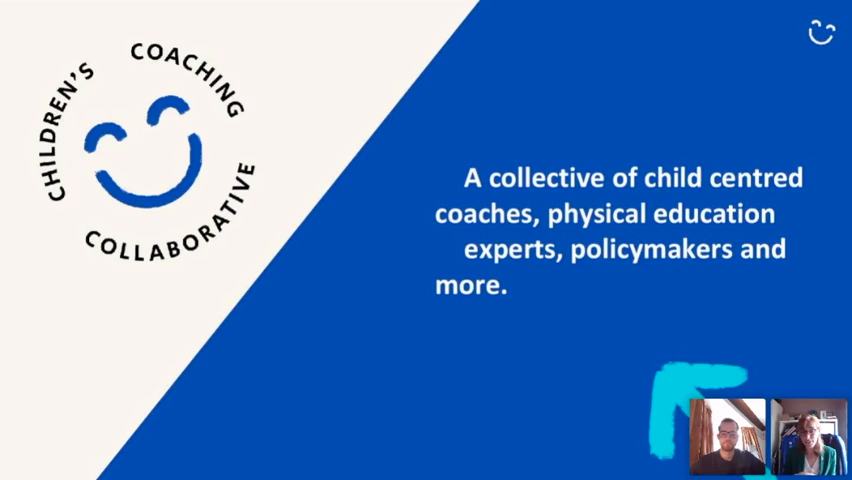 CHILDREN'S COACHING COLLABORATIVE
A collective of child centred
coaches, physical education
experts, policymakers and
more.